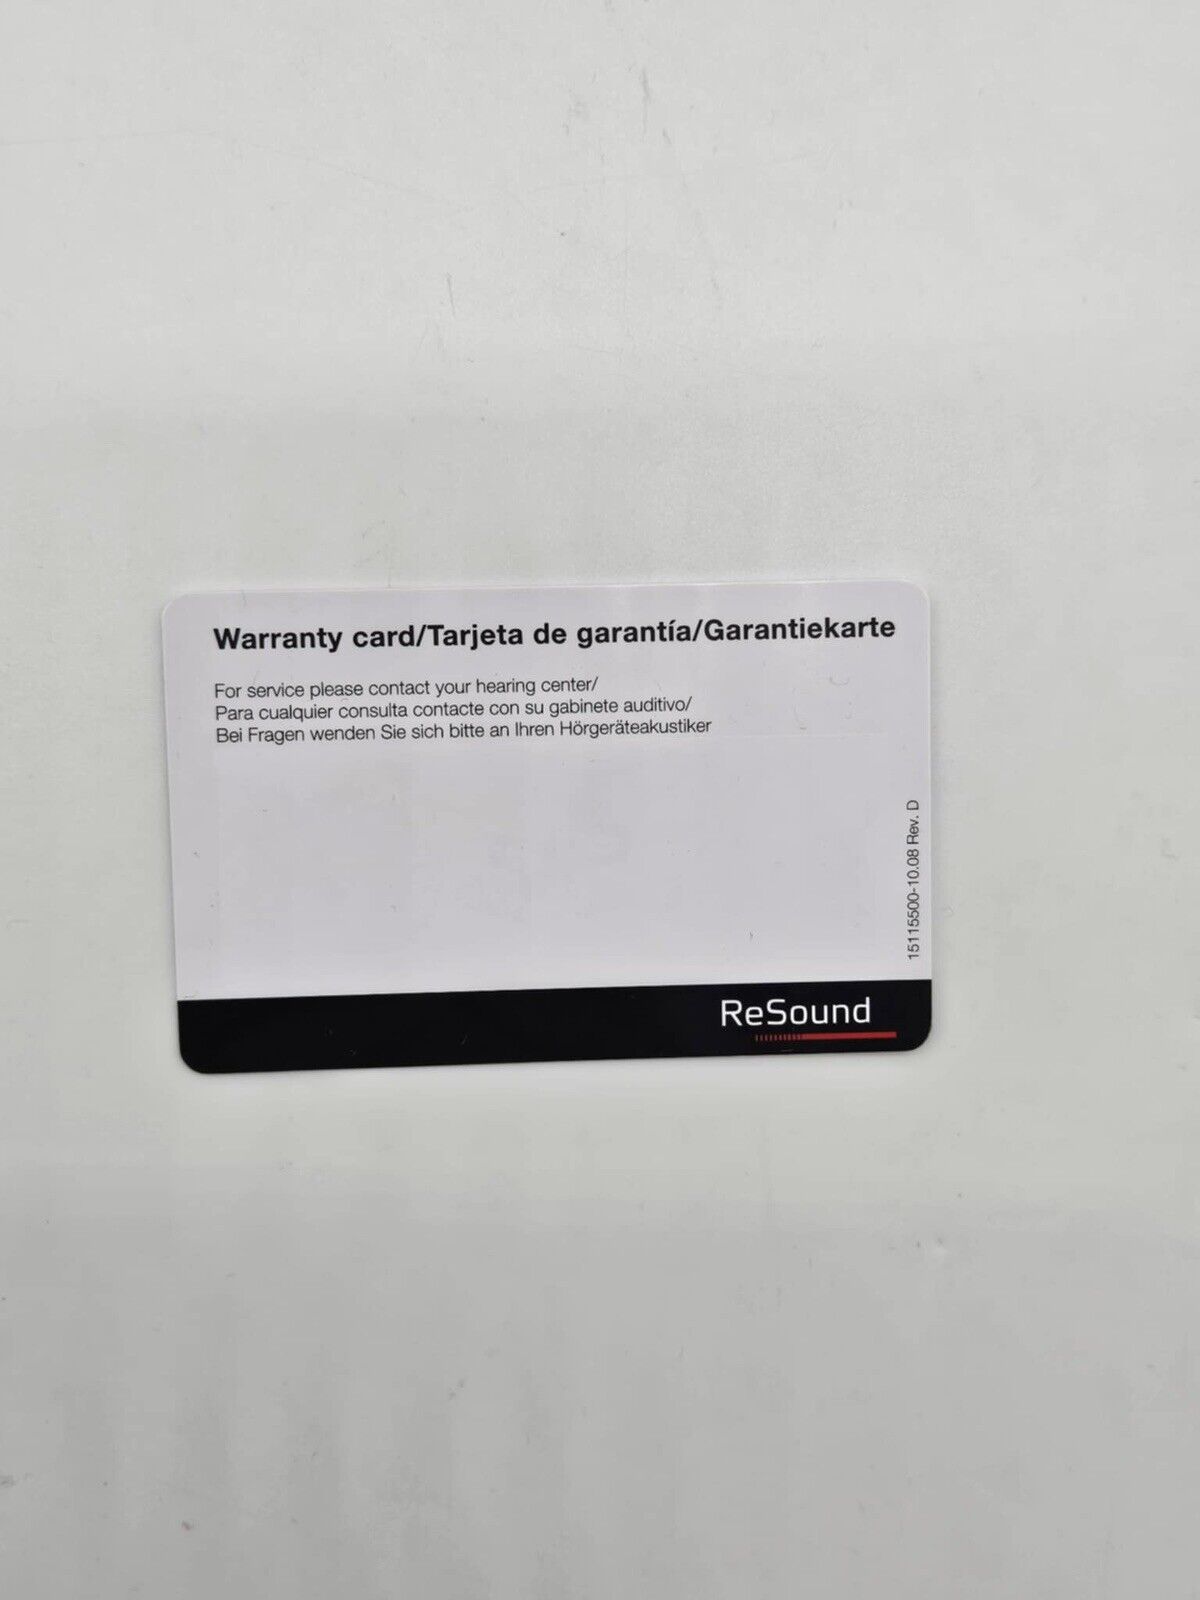 Warranty card/Tarjeta de garantía/Garantiekarte
For service please contact your hearing center/
Para cualquier consulta contacte con su gabinete auditivo/
Bei Fragen wenden Sie sich bitte an Ihren Hörgeräteakustiker
15115500-10.08 Rev. D
ReSound